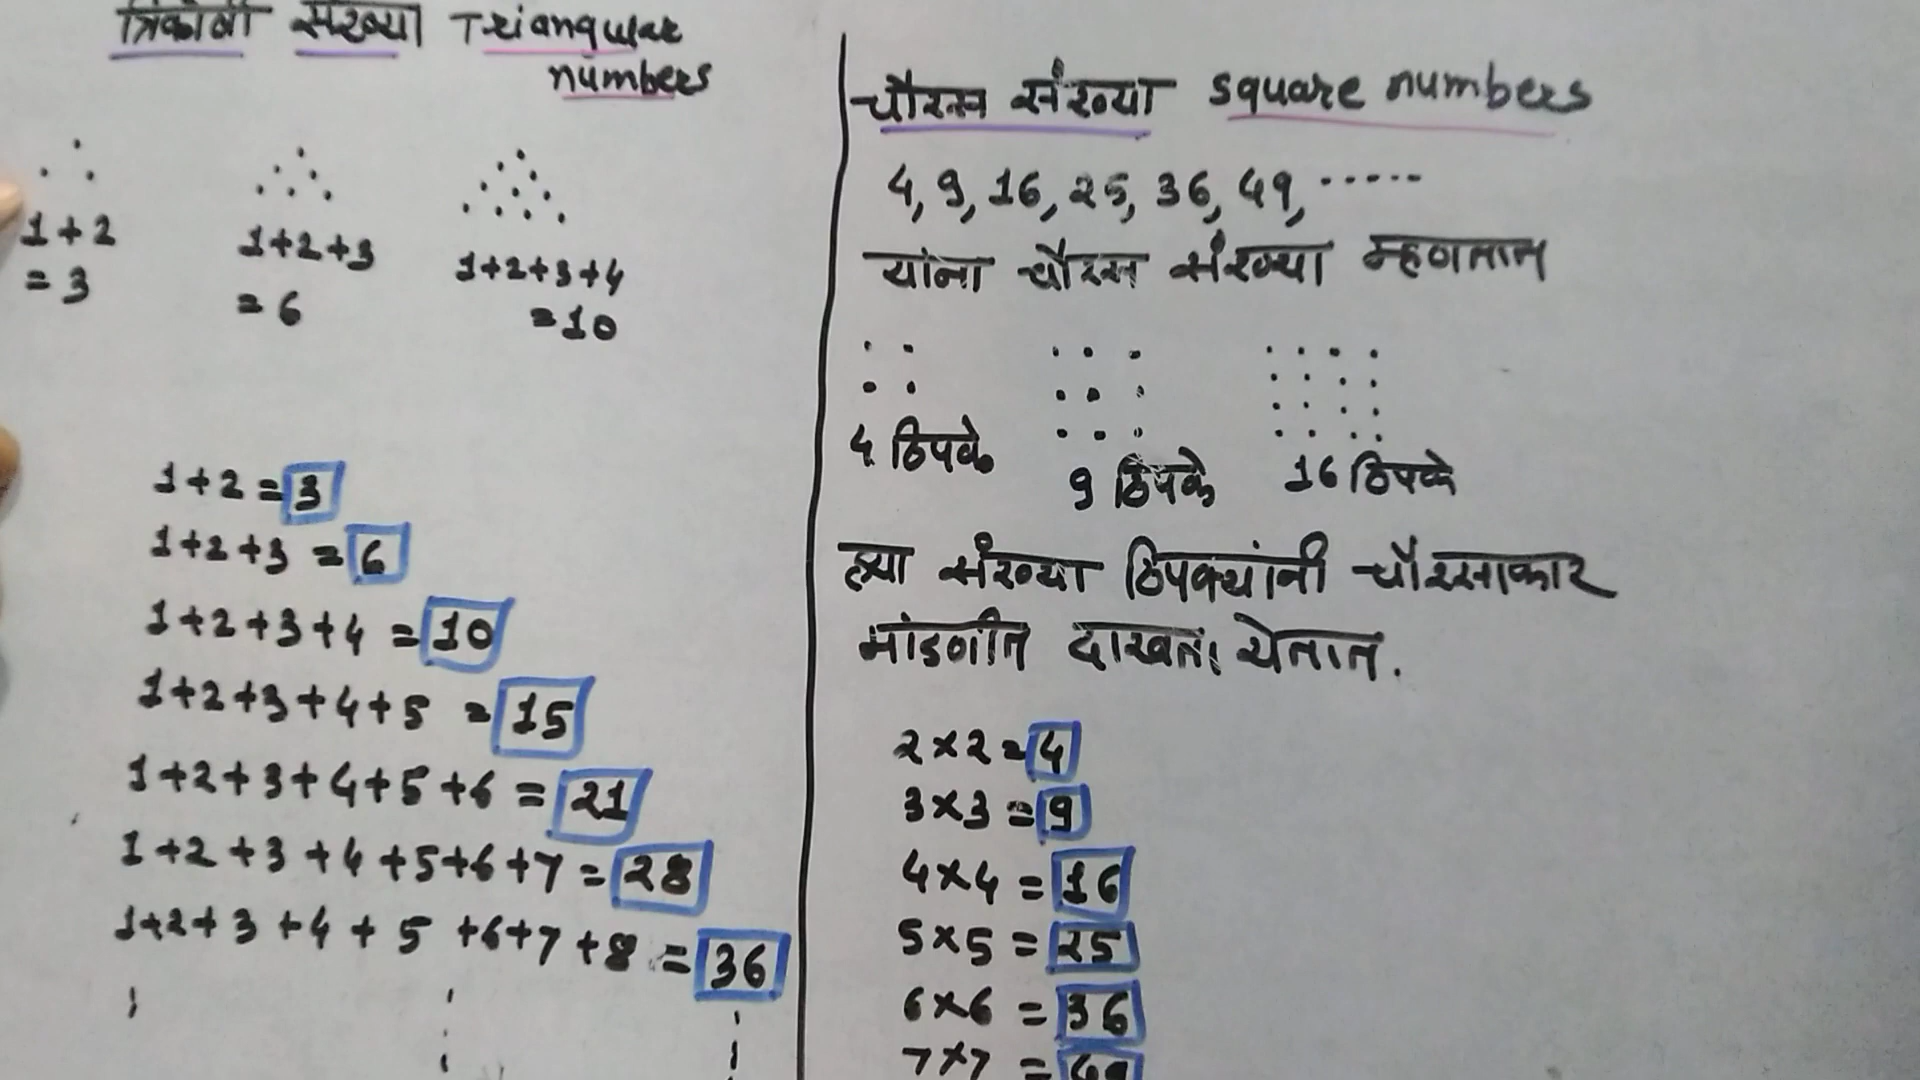 त्रिकोणी संख्या Triangular
numbers
1+2
= 3
1+2+3
= 6
1+2+3+4
=10
1+2 = 3
1+2+3 = 6
1+2+3+4 = 10
1+2+3+4+5 = 15
1+2+3+4+5+6 = 21
1+2+3+4+5+6+7 = 28
1+2+3+4+5+6+7+8 = 36
चौरस संख्या square numbers
4, 9, 16, 25, 36, 49, ......
यांना चौरस संख्या म्हणतात
4 ठिपके
9 ठिपके
16 ठिपके
ह्या संख्या ठिपक्यांनी चौरसाकार
मांडणीत दाखवता येतात.
2×2=4
3×3=9
4×4=16
5×5=25
6×6=36
7×7=49